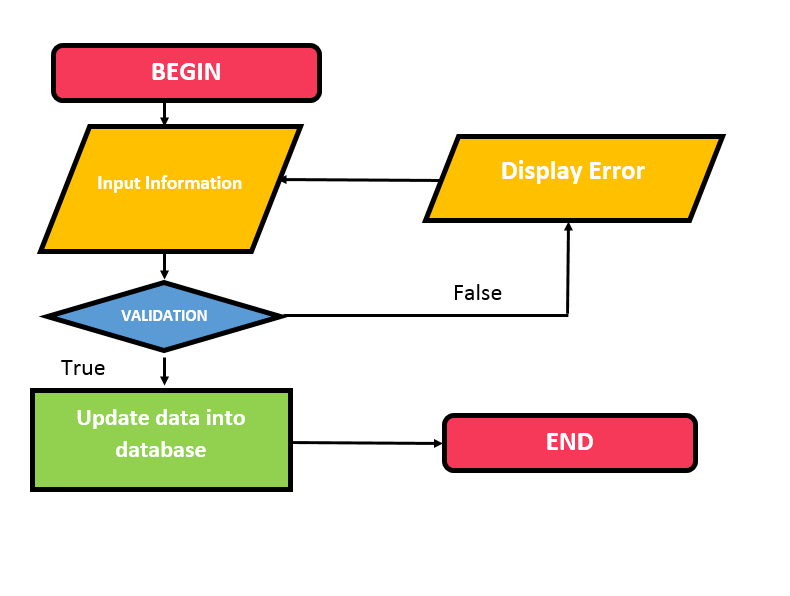 BEGIN
Input Information
Display Error
False
VALIDATION
True
Update data into
database
END